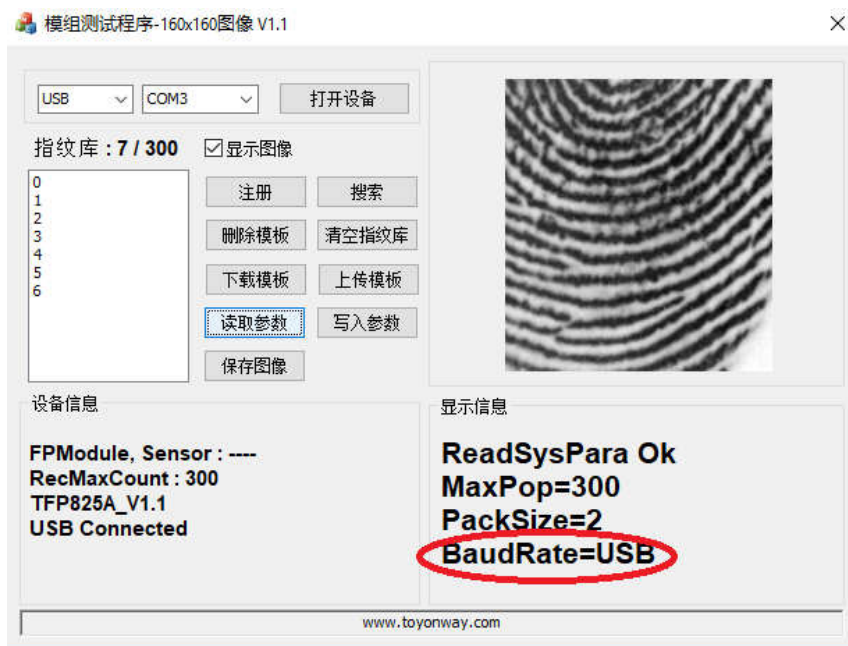 模组测试程序-160x160图像 V1.1
USB
COM3
打开设备
指纹库 : 7 / 300
显示图像
0
1
2
3
4
5
6
注册
搜索
删除模板
清空指纹库
下载模板
上传模板
读取参数
写入参数
保存图像
设备信息
FPModule, Sensor : ----
RecMaxCount : 300
TFP825A_V1.1
USB Connected
显示信息
ReadSysPara Ok
MaxPop=300
PackSize=2
BaudRate=USB
www.toyonway.com